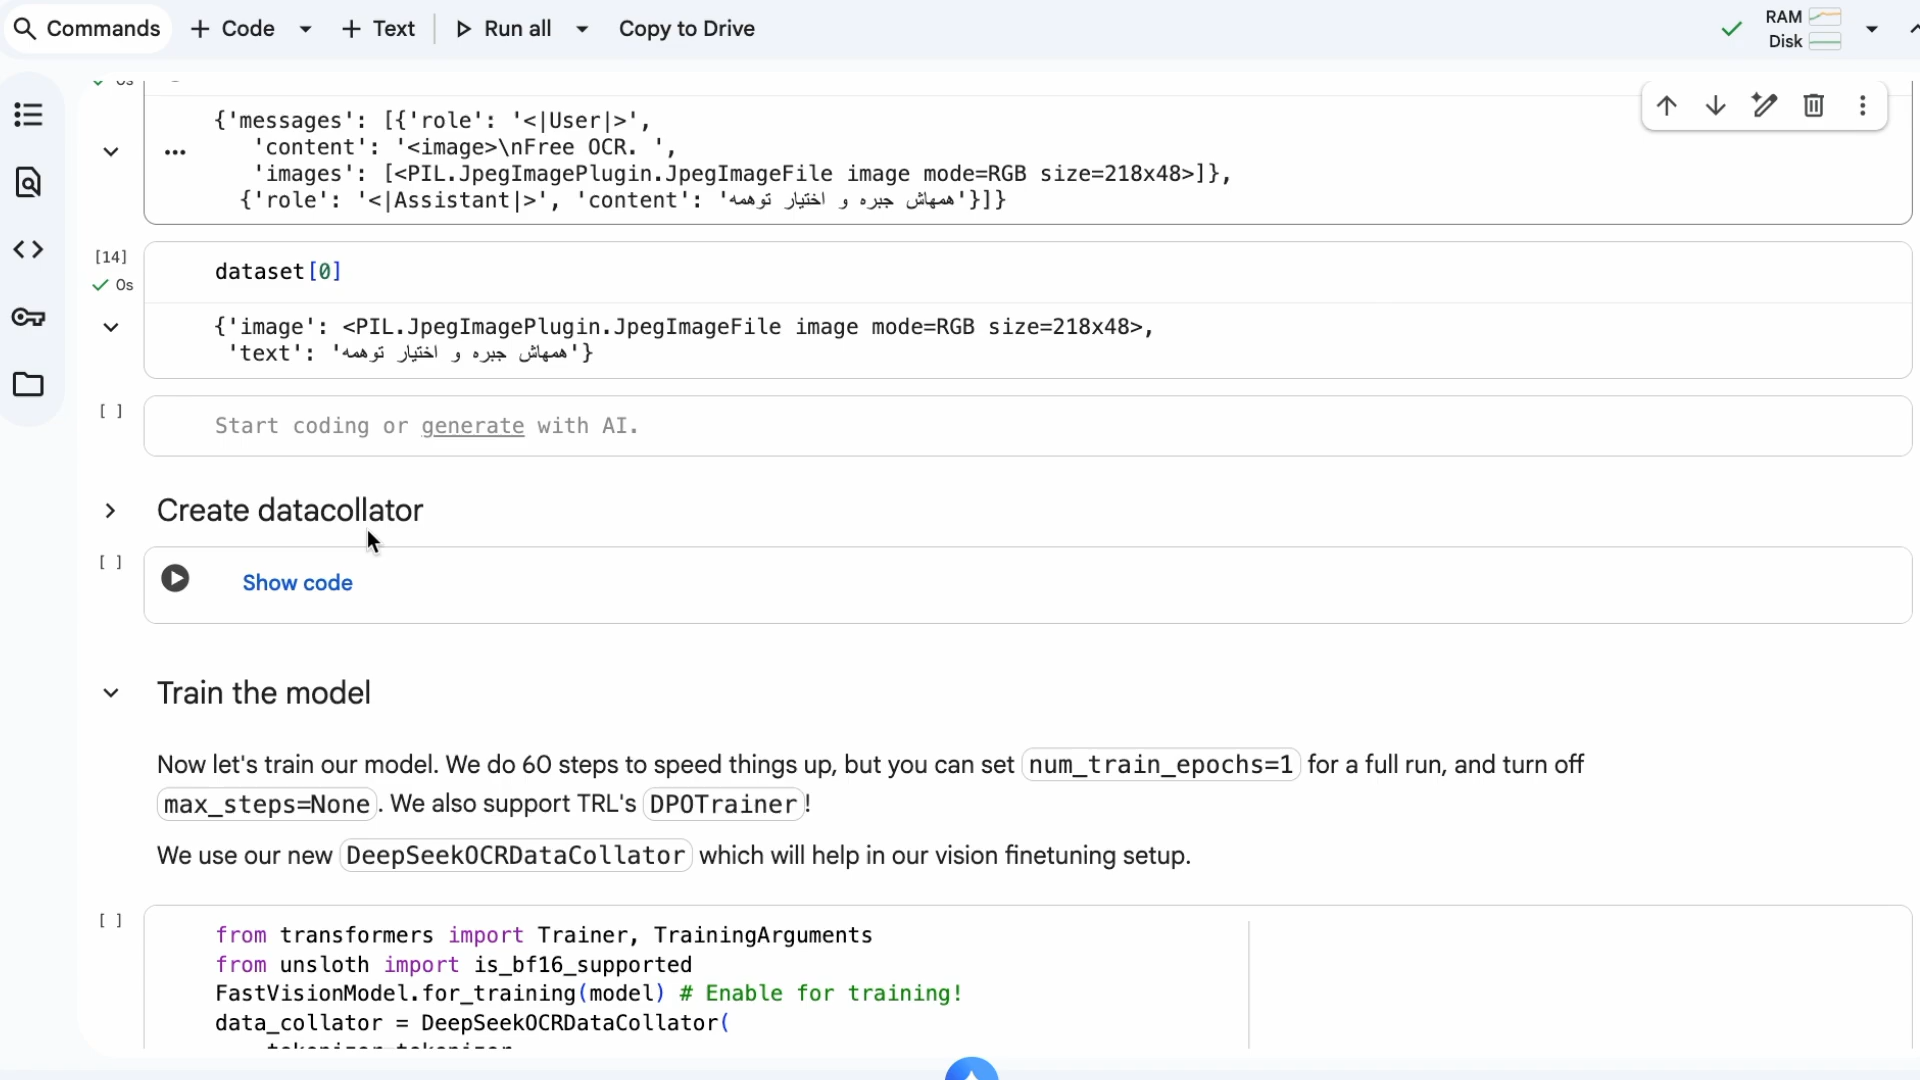 Commands
+ Code
+ Text
Run all
Copy to Drive
RAM
Disk
{'messages': [{'role': '<|User|>',
'content': '<image>\nFree OCR. ',
'images': [<PIL.JpegImagePlugin.JpegImageFile image mode=RGB size=218x48>]},
{'role': '<|Assistant|>', 'content': 'همهاش جبره و اختیار توهمه'}]}
[14]
0s
dataset[0]
{'image': <PIL.JpegImagePlugin.JpegImageFile image mode=RGB size=218x48>,
'text': 'همهاش جبره و اختیار توهمه'}
[ ]
Start coding or generate with AI.
Create datacollator
[ ]
Show code
Train the model
Now let's train our model. We do 60 steps to speed things up, but you can set num_train_epochs=1 for a full run, and turn off
max_steps=None. We also support TRL's DPOTrainer!
We use our new DeepSeekOCRDataCollator which will help in our vision finetuning setup.
[ ]
from transformers import Trainer, TrainingArguments
from unsloth import is_bf16_supported
FastVisionModel.for_training(model) # Enable for training!
data_collator = DeepSeekOCRDataCollator(